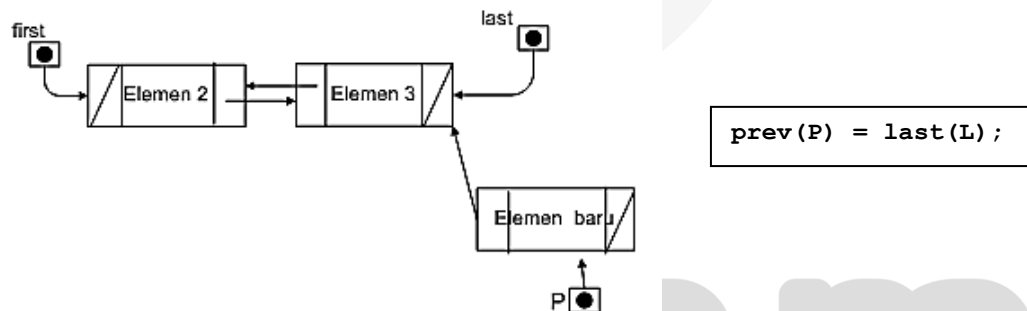 first
last
Elemen 2
Elemen 3
prev(P) = last(L);
Elemen baru
P